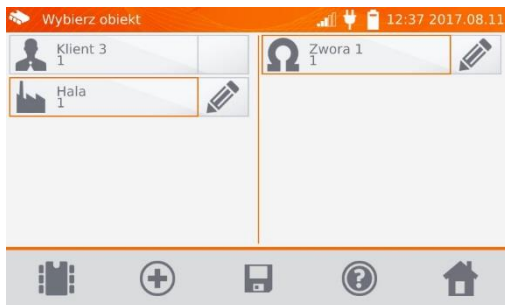 Wybierz obiekt
12:37 2017.08.11
Klient 3
1
Hala
1
Zwora 1
1